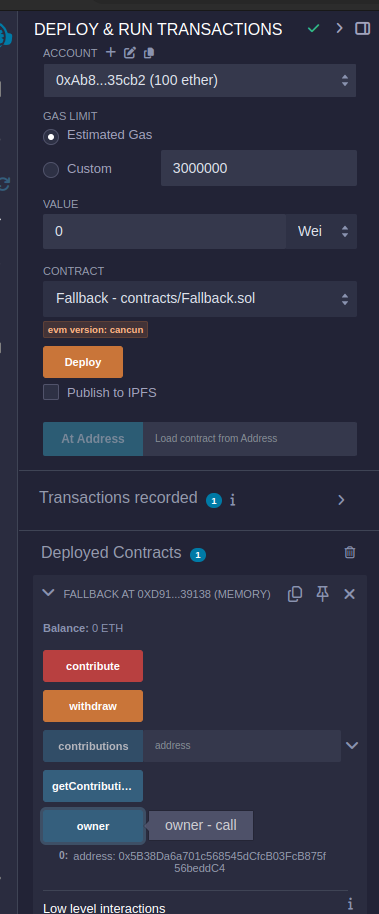 DEPLOY & RUN TRANSACTIONS
ACCOUNT
0xAb8...35cb2 (100 ether)
GAS LIMIT
Estimated Gas
Custom
3000000
VALUE
0
Wei
CONTRACT
Fallback - contracts/Fallback.sol
evm version: cancun
Deploy
Publish to IPFS
At Address
Load contract from Address
Transactions recorded 1 i
Deployed Contracts 1
FALLBACK AT 0XD91...39138 (MEMORY)
Balance: 0 ETH
contribute
withdraw
contributions
address
getContributi...
owner
owner - call
0: address: 0x5B38Da6a701c568545dCfcB03FcB875f
56beddC4
Low level interactions i